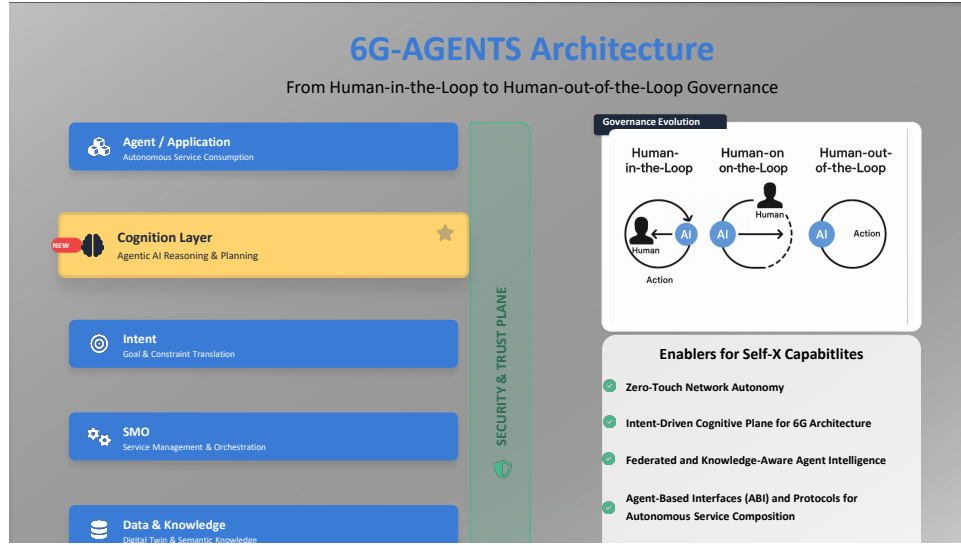 6G-AGENTS Architecture
From Human-in-the-Loop to Human-out-of-the-Loop Governance
Agent / Application
Autonomous Service Consumption
NEW
Cognition Layer
Agentic AI Reasoning & Planning
Intent
Goal & Constraint Translation
SMO
Service Management & Orchestration
Data & Knowledge
Digital Twin & Semantic Knowledge
SECURITY & TRUST PLANE
Governance Evolution
Human-
in-the-Loop
Human-on
on-the-Loop
Human-out-
of-the-Loop
Human
AI
Action
AI
Human
AI
Action
Enablers for Self-X Capabitlites
Zero-Touch Network Autonomy
Intent-Driven Cognitive Plane for 6G Architecture
Federated and Knowledge-Aware Agent Intelligence
Agent-Based Interfaces (ABI) and Protocols for
Autonomous Service Composition